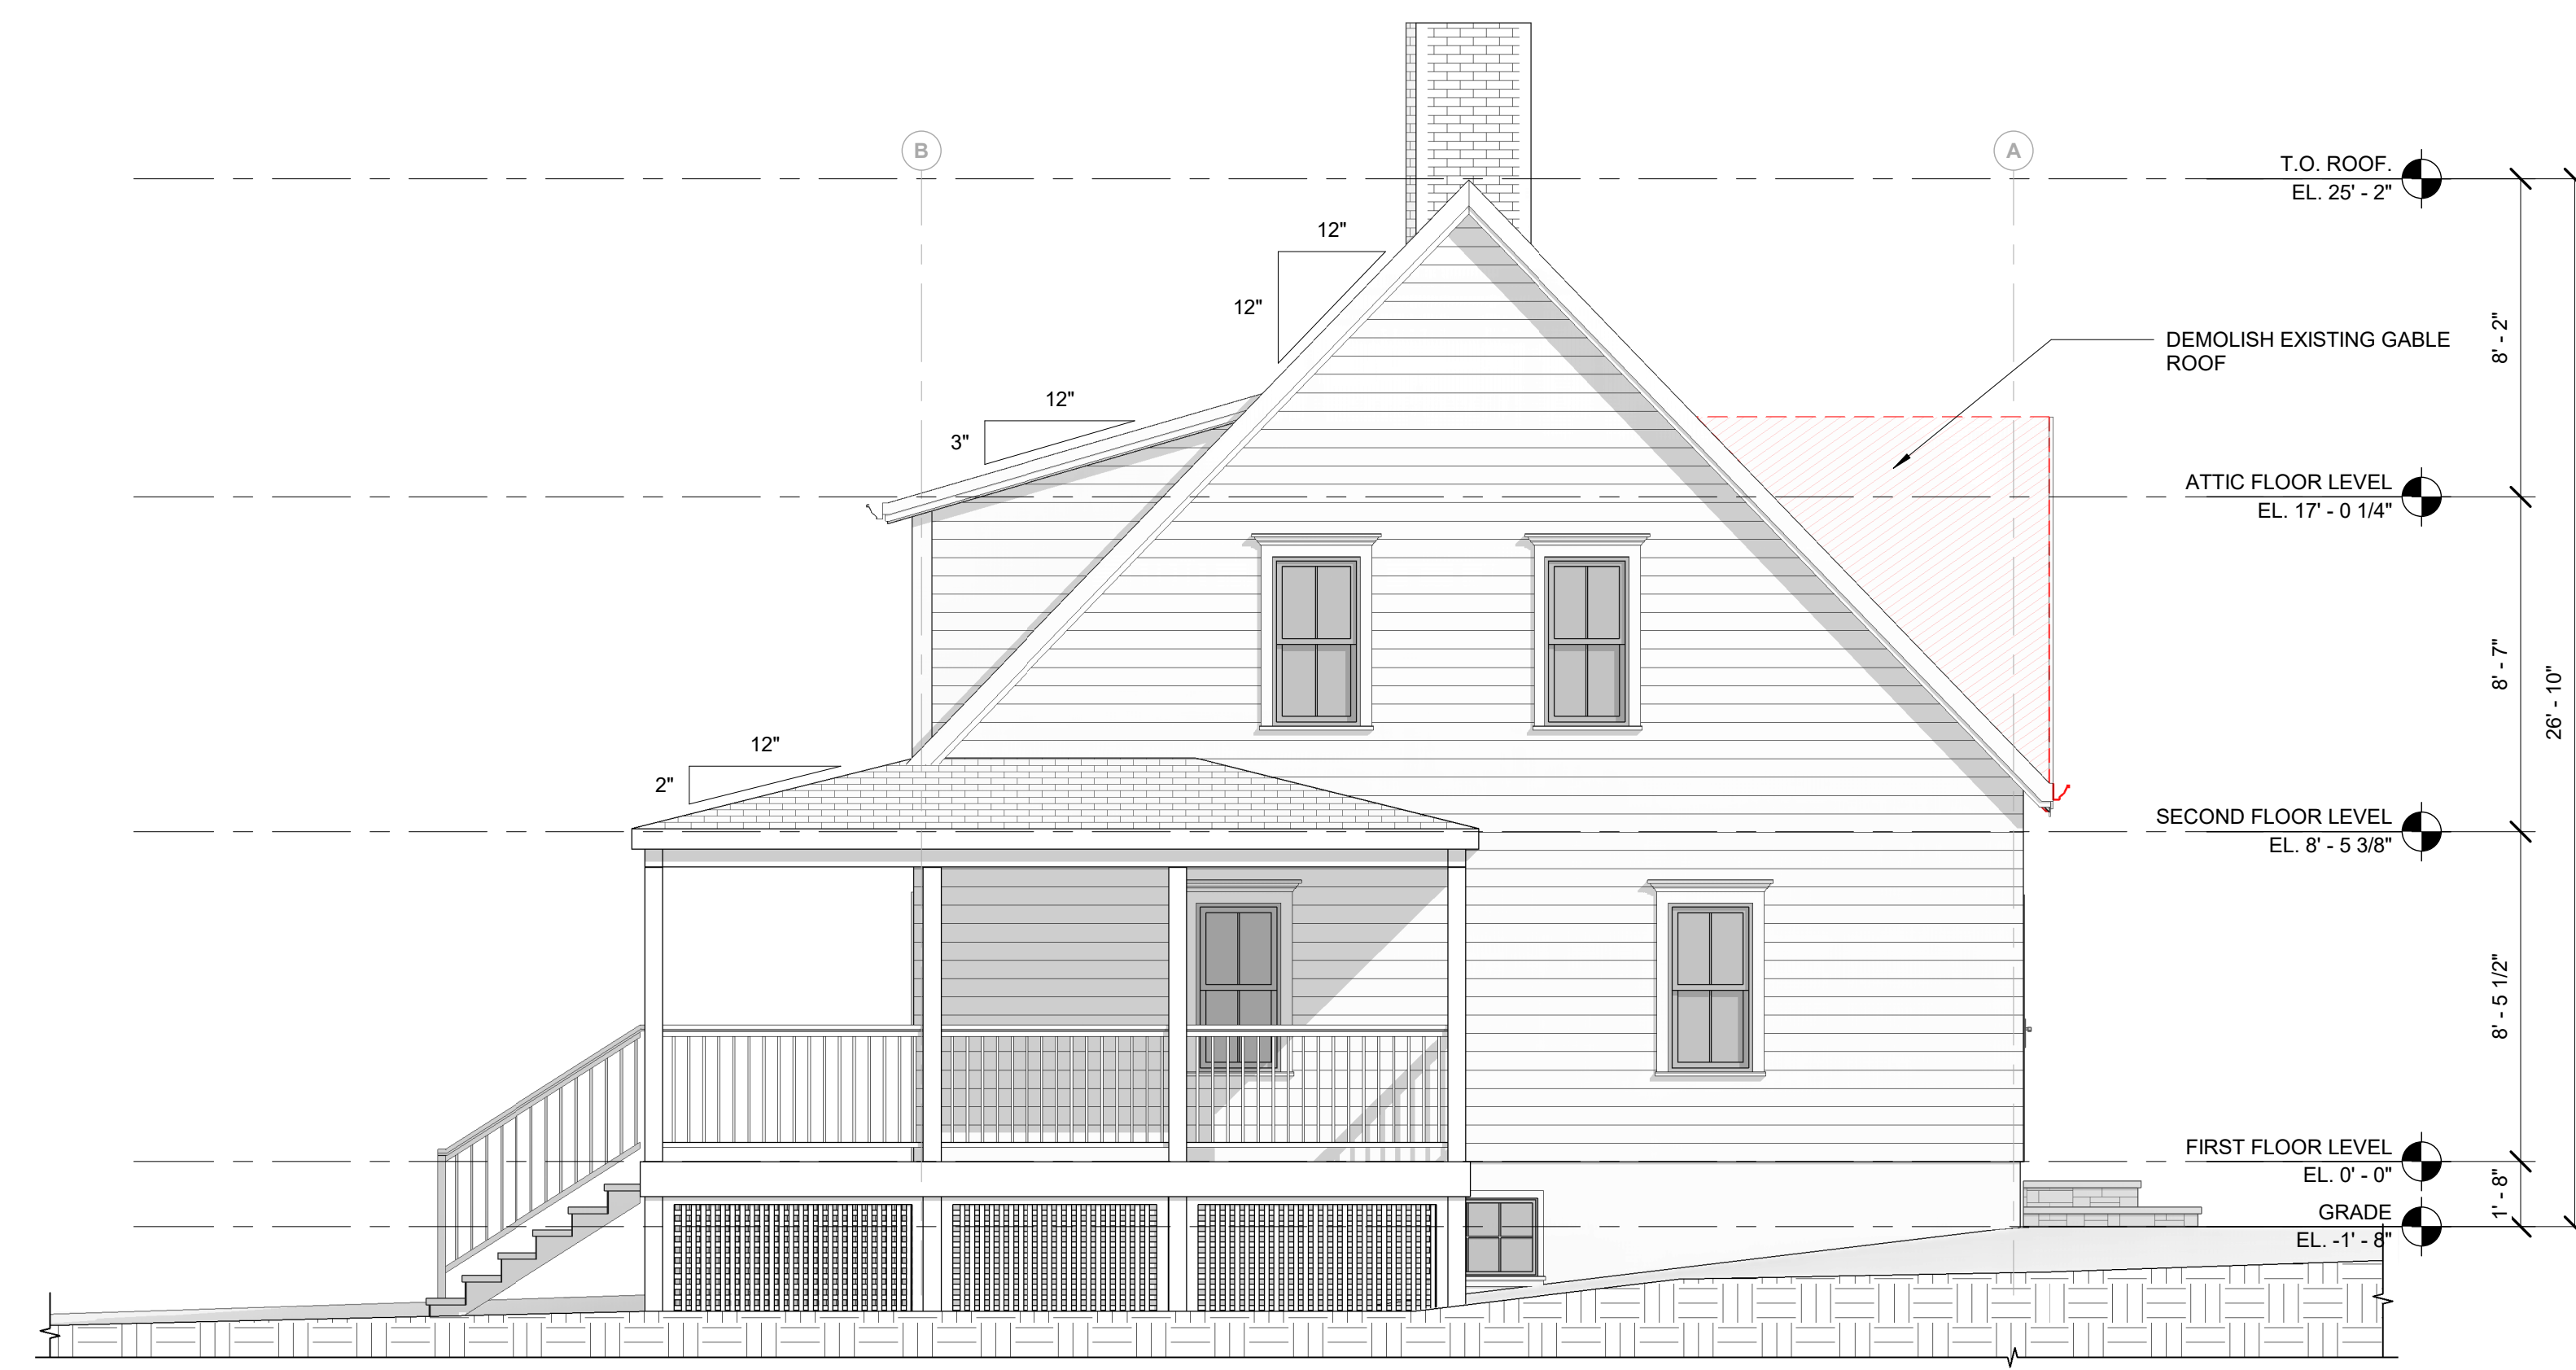 B
A
T.O. ROOF.
EL. 25' - 2"
12"
12"
8' - 2"
DEMOLISH EXISTING GABLE
ROOF
12"
3"
ATTIC FLOOR LEVEL
EL. 17' - 0 1/4"
8' - 7"
26' - 10"
12"
2"
SECOND FLOOR LEVEL
EL. 8' - 5 3/8"
8' - 5 1/2"
FIRST FLOOR LEVEL
EL. 0' - 0"
1' - 8"
GRADE
EL. -1' - 8"